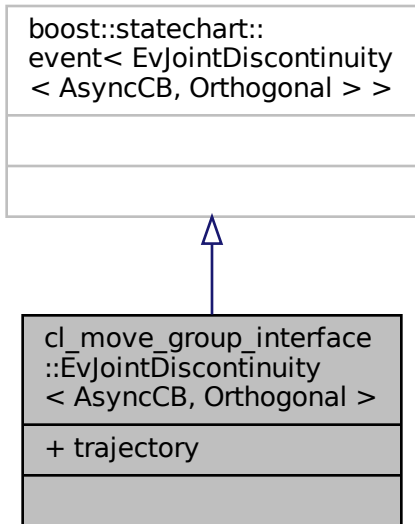 boost::statechart::
event< EvJointDiscontinuity
< AsyncCB, Orthogonal > >
cl_move_group_interface
::EvJointDiscontinuity
< AsyncCB, Orthogonal >
+ trajectory